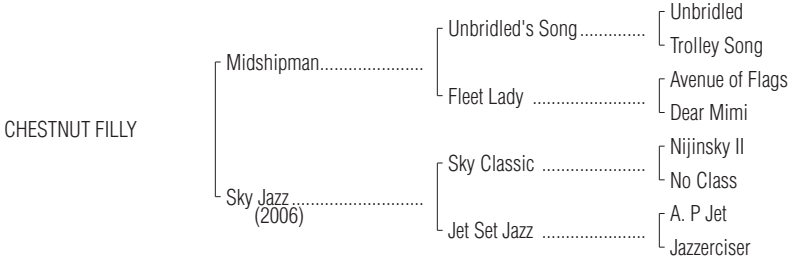 Unbridled
Unbridled's Song..............
Trolley Song
Midshipman.......................
Avenue of Flags
Fleet Lady ........................
Dear Mimi
CHESTNUT FILLY
Nijinsky II
Sky Classic ......................
No Class
Sky Jazz.............................
(2006)
A. P Jet
Jet Set Jazz ......................
Jazzerciser